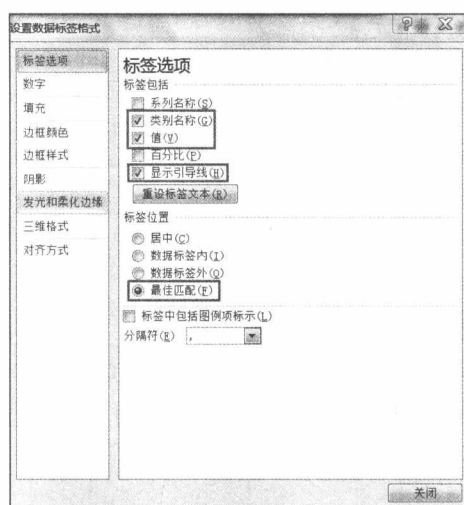 设置数据标签格式
标签选项
数字
填充
边框颜色
边框样式
阴影
发光和柔化边缘
三维格式
对齐方式
标签选项
标签包括
系列名称(S)
类别名称(G)
值(V)
百分比(P)
显示引导线(H)
重设标签文本(R)
标签位置
居中(C)
数据标签内(I)
数据标签外(O)
最佳匹配(F)
标签中包括图例项标示(L)
分隔符(E) ,
关闭